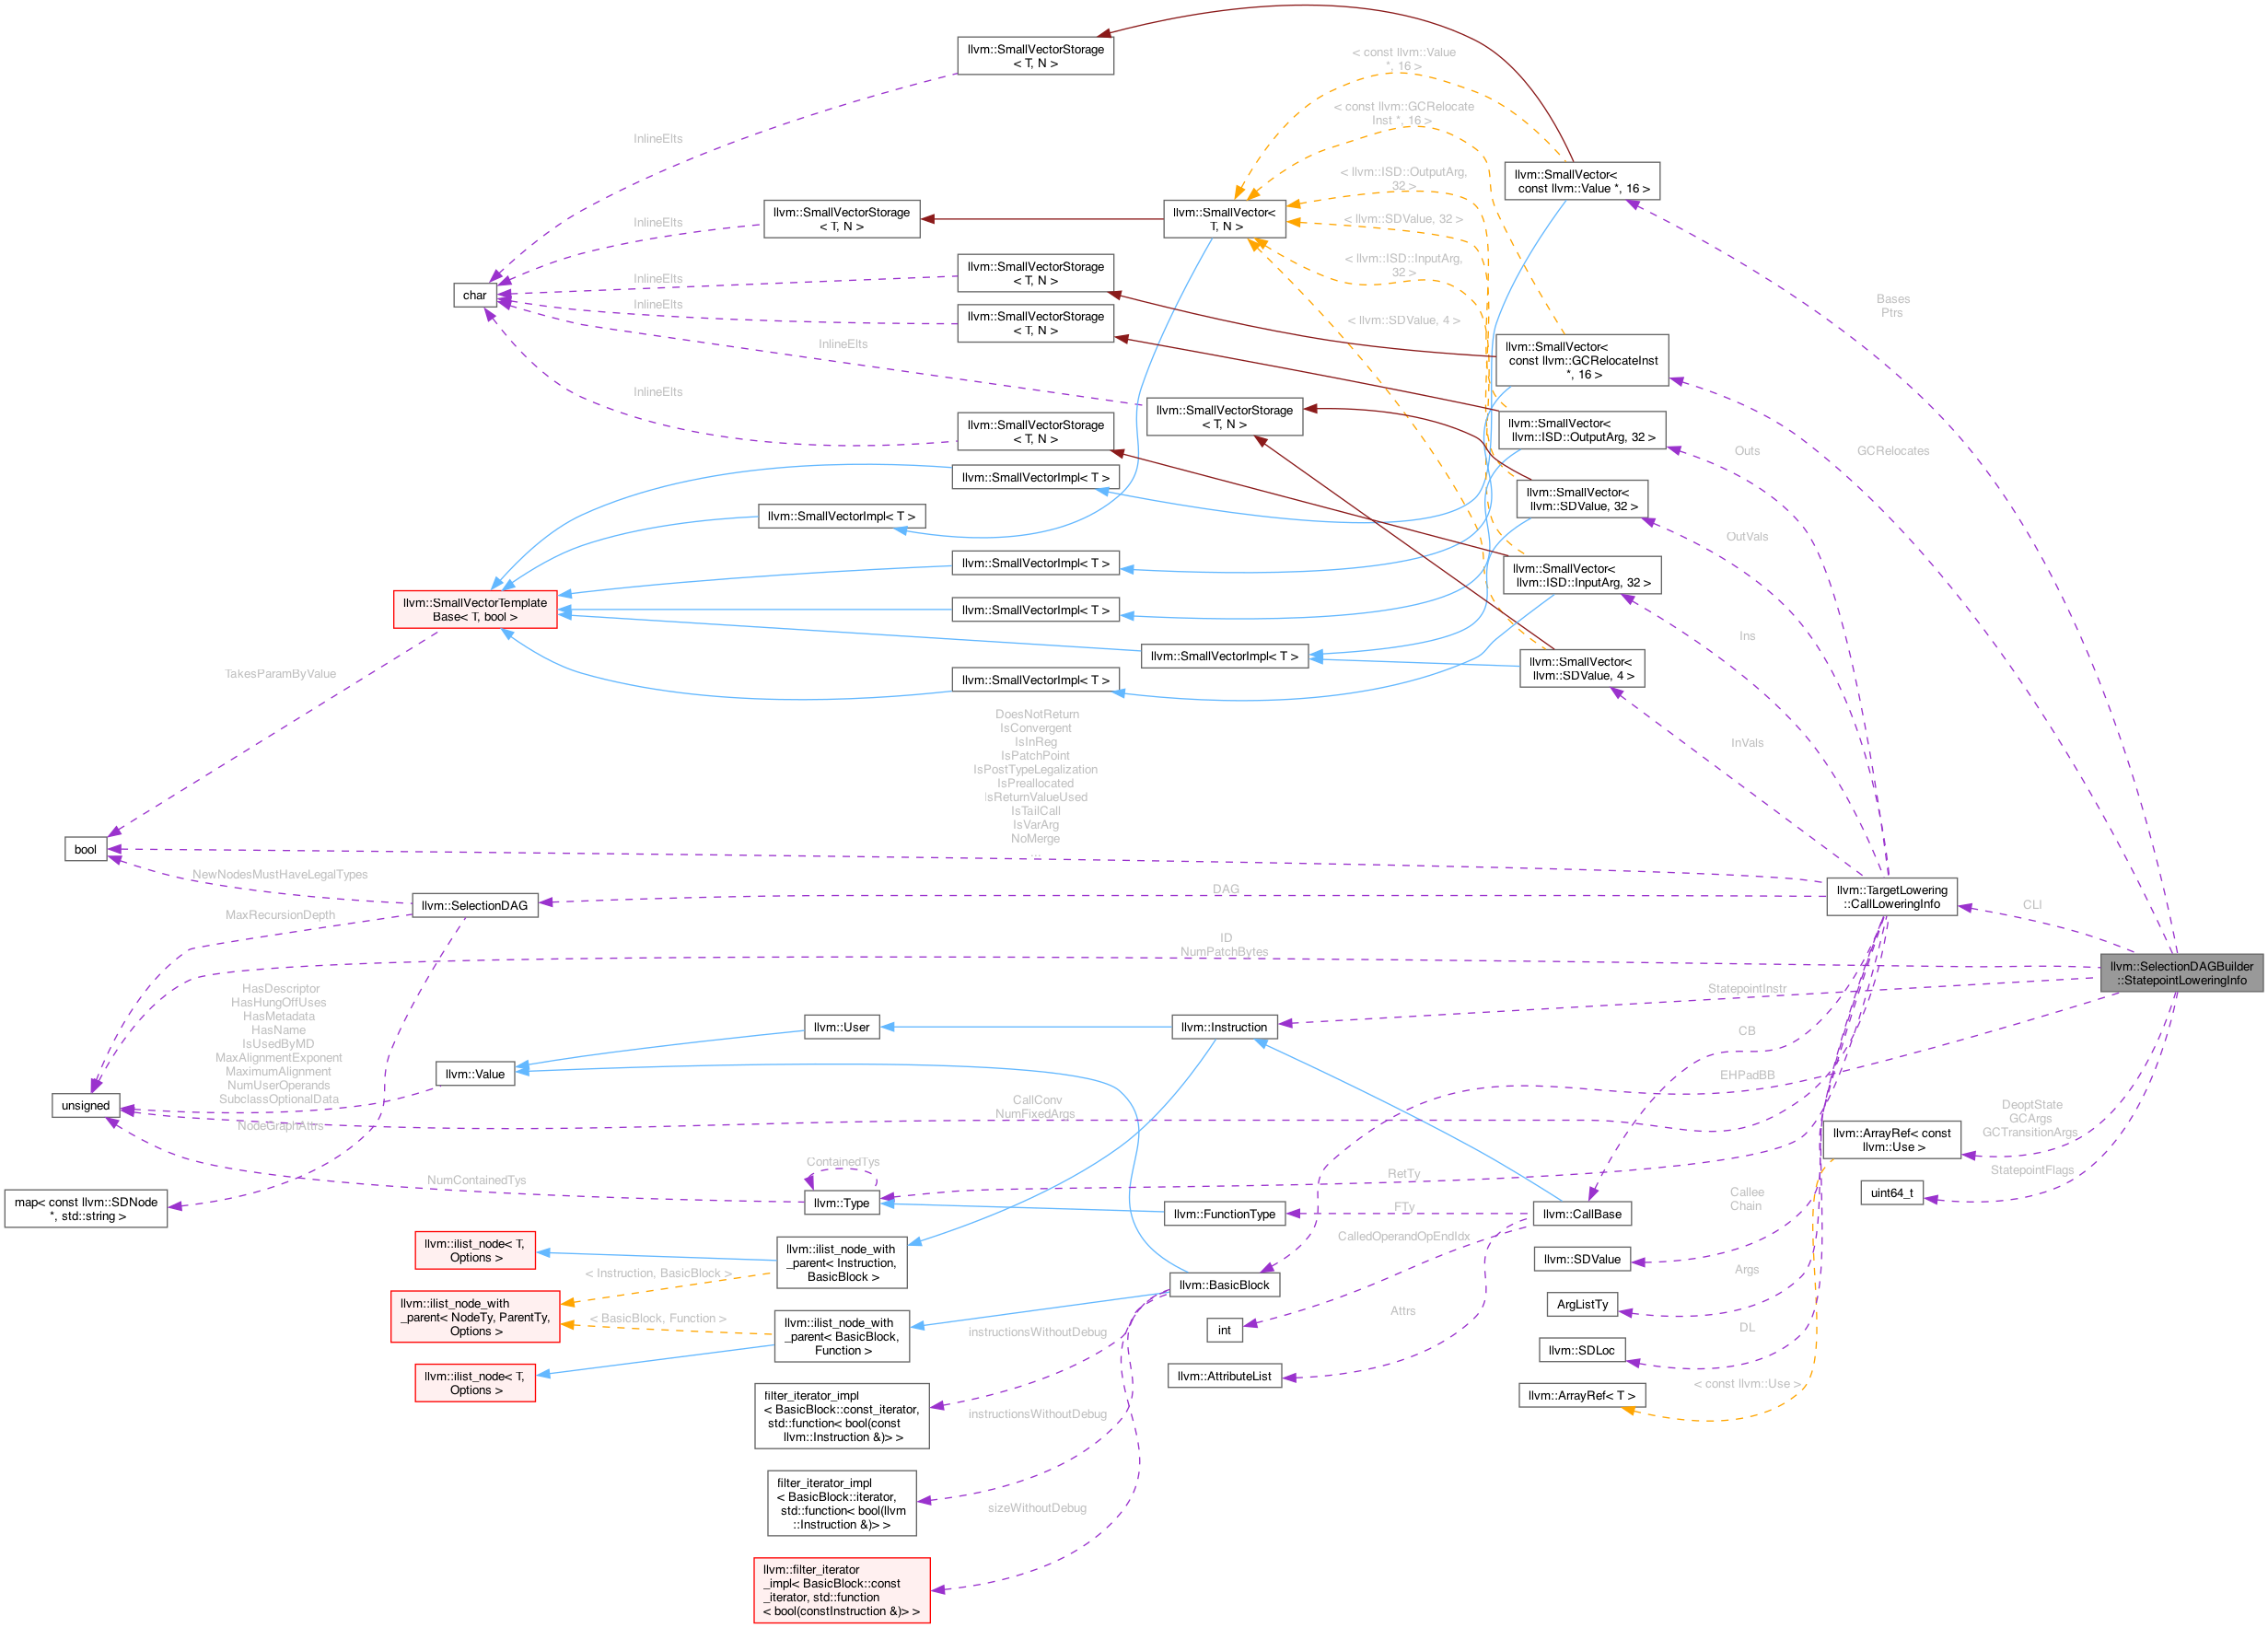 llvm::SmallVectorStorage
< T, N >
< const llvm::Value
*, 16 >
< const llvm::GCRelocate
Inst *, 16 >
InlineElts
< llvm::ISD::OutputArg,
32 >
llvm::SmallVector<
const llvm::Value *, 16 >
llvm::SmallVectorStorage
< T, N >
llvm::SmallVector<
T, N >
InlineElts
< llvm::SDValue, 32 >
< llvm::ISD::InputArg,
32 >
llvm::SmallVectorStorage
< T, N >
InlineElts
char
InlineElts
llvm::SmallVectorStorage
< T, N >
< llvm::SDValue, 4 >
Bases
Ptrs
InlineElts
llvm::SmallVector<
const llvm::GCRelocateInst
*, 16 >
InlineElts
llvm::SmallVectorStorage
< T, N >
llvm::SmallVectorStorage
< T, N >
llvm::SmallVector<
llvm::ISD::OutputArg, 32 >
Outs
GCRelocates
llvm::SmallVectorImpl< T >
llvm::SmallVector<
llvm::SDValue, 32 >
llvm::SmallVectorImpl< T >
OutVals
llvm::SmallVectorImpl< T >
llvm::SmallVector<
llvm::ISD::InputArg, 32 >
llvm::SmallVectorTemplate
Base< T, bool >
llvm::SmallVectorImpl< T >
Ins
llvm::SmallVectorImpl< T >
llvm::SmallVector<
llvm::SDValue, 4 >
TakesParamByValue
llvm::SmallVectorImpl< T >
DoesNotReturn
IsConvergent
IsInReg
IsPatchPoint
IsPostTypeLegalization
IsPreallocated
IsReturnValueUsed
IsTailCall
IsVarArg
NoMerge
...
InVals
bool
NewNodesMustHaveLegalTypes
llvm::SelectionDAG
DAG
llvm::TargetLowering
::CallLoweringInfo
CLI
MaxRecursionDepth
ID
NumPatchBytes
llvm::SelectionDAGBuilder
::StatepointLoweringInfo
HasDescriptor
HasHungOffUses
HasMetadata
HasName
IsUsedByMD
MaxAlignmentExponent
MaximumAlignment
NumUserOperands
SubclassOptionalData
StatepointInstr
llvm::User
llvm::Instruction
CB
llvm::Value
EHPadBB
unsigned
CallConv
NumFixedArgs
DeoptState
GCArgs
GCTransitionArgs
NodeGraphAttrs
llvm::ArrayRef< const
llvm::Use >
ContainedTys
RetTy
StatepointFlags
NumContainedTys
map< const llvm::SDNode
*, std::string >
llvm::Type
llvm::FunctionType
FTy
llvm::CallBase
Callee
Chain
uint64_t
llvm::ilist_node< T,
Options >
llvm::ilist_node_with
_parent< Instruction,
BasicBlock >
CalledOperandOpEndIdx
llvm::SDValue
< Instruction, BasicBlock >
llvm::BasicBlock
Args
llvm::ilist_node_with
_parent< NodeTy, ParentTy,
Options >
< BasicBlock, Function >
llvm::ilist_node_with
_parent< BasicBlock,
Function >
instructionsWithoutDebug
int
Attrs
ArgListTy
DL
llvm::SDLoc
llvm::ilist_node< T,
Options >
llvm::AttributeList
< const llvm::Use >
llvm::ArrayRef< T >
filter_iterator_impl
< BasicBlock::const_iterator,
std::function< bool(const
llvm::Instruction &)> >
instructionsWithoutDebug
filter_iterator_impl
< BasicBlock::iterator,
std::function< bool(llvm
::Instruction &)> >
sizeWithoutDebug
llvm::filter_iterator
_impl< BasicBlock::const
_iterator, std::function
< bool(constInstruction &)> >